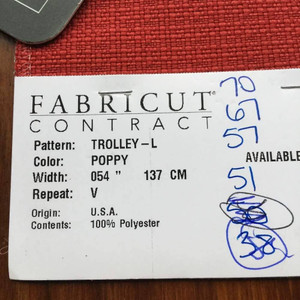 FABRICUT®
CONTRACT
Pattern: TROLLEY-L
Color: POPPY
Width: 054 " 137 CM
Repeat: V
Origin: U.S.A.
Contents: 100% Polyester
AVAILABLE
70
67
57
51
38